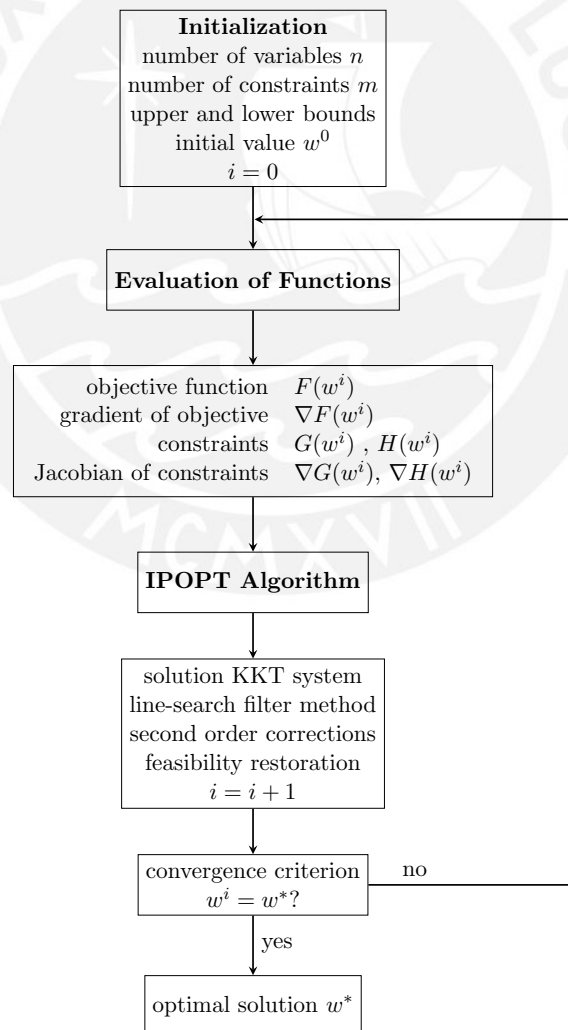 Initialization
number of variables n
number of constraints m
upper and lower bounds
initial value w^0
i = 0
Evaluation of Functions
objective function F(w^i)
gradient of objective ∇F(w^i)
constraints G(w^i) , H(w^i)
Jacobian of constraints ∇G(w^i), ∇H(w^i)
MCMXVII
IPOPT Algorithm
solution KKT system
line-search filter method
second order corrections
feasibility restoration
i = i + 1
convergence criterion
w^i = w*?
no
yes
optimal solution w*